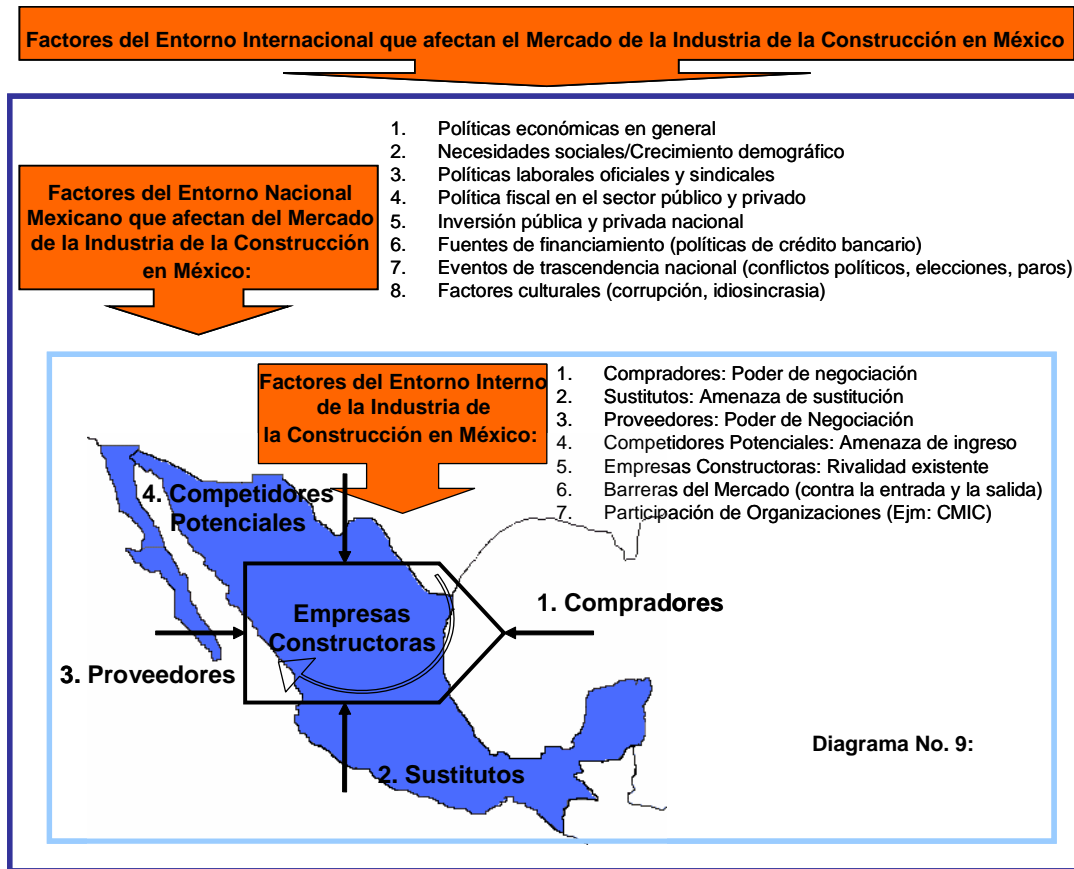 Factores del Entorno Internacional que afectan el Mercado de la Industria de la Construcción en México
Factores del Entorno Nacional
Mexicano que afectan del Mercado
de la Industria de la Construcción
en México:
1. Políticas económicas en general
2. Necesidades sociales/Crecimiento demográfico
3. Políticas laborales oficiales y sindicales
4. Política fiscal en el sector público y privado
5. Inversión pública y privada nacional
6. Fuentes de financiamiento (políticas de crédito bancario)
7. Eventos de trascendencia nacional (conflictos políticos, elecciones, paros)
8. Factores culturales (corrupción, idiosincrasia)
Factores del Entorno Interno
de la Industria de
la Construcción en México:
1. Compradores: Poder de negociación
2. Sustitutos: Amenaza de sustitución
3. Proveedores: Poder de Negociación
4. Competidores Potenciales: Amenaza de ingreso
5. Empresas Constructoras: Rivalidad existente
6. Barreras del Mercado (contra la entrada y la salida)
7. Participación de Organizaciones (Ejm: CMIC)
4. Competidores
Potenciales
Empresas
Constructoras
1. Compradores
3. Proveedores
2. Sustitutos
Diagrama No. 9: